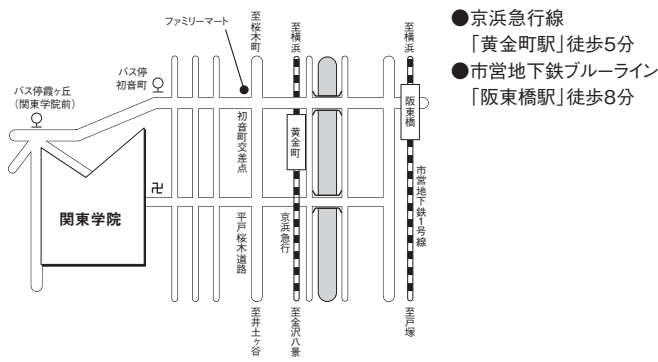 ファミリーマート
至桜木町
至横浜
至横浜
バス停
初音町
バス停霞ヶ丘
(関東学院前)
初音町交差点
黄金町
阪東橋
卍
関東学院
平戸桜木道路
京浜急行
市営地下鉄1号線
至井土ヶ谷
至金沢八景
至戸塚
●京浜急行線
「黄金町駅」徒歩5分
●市営地下鉄ブルーライン
「阪東橋駅」徒歩8分